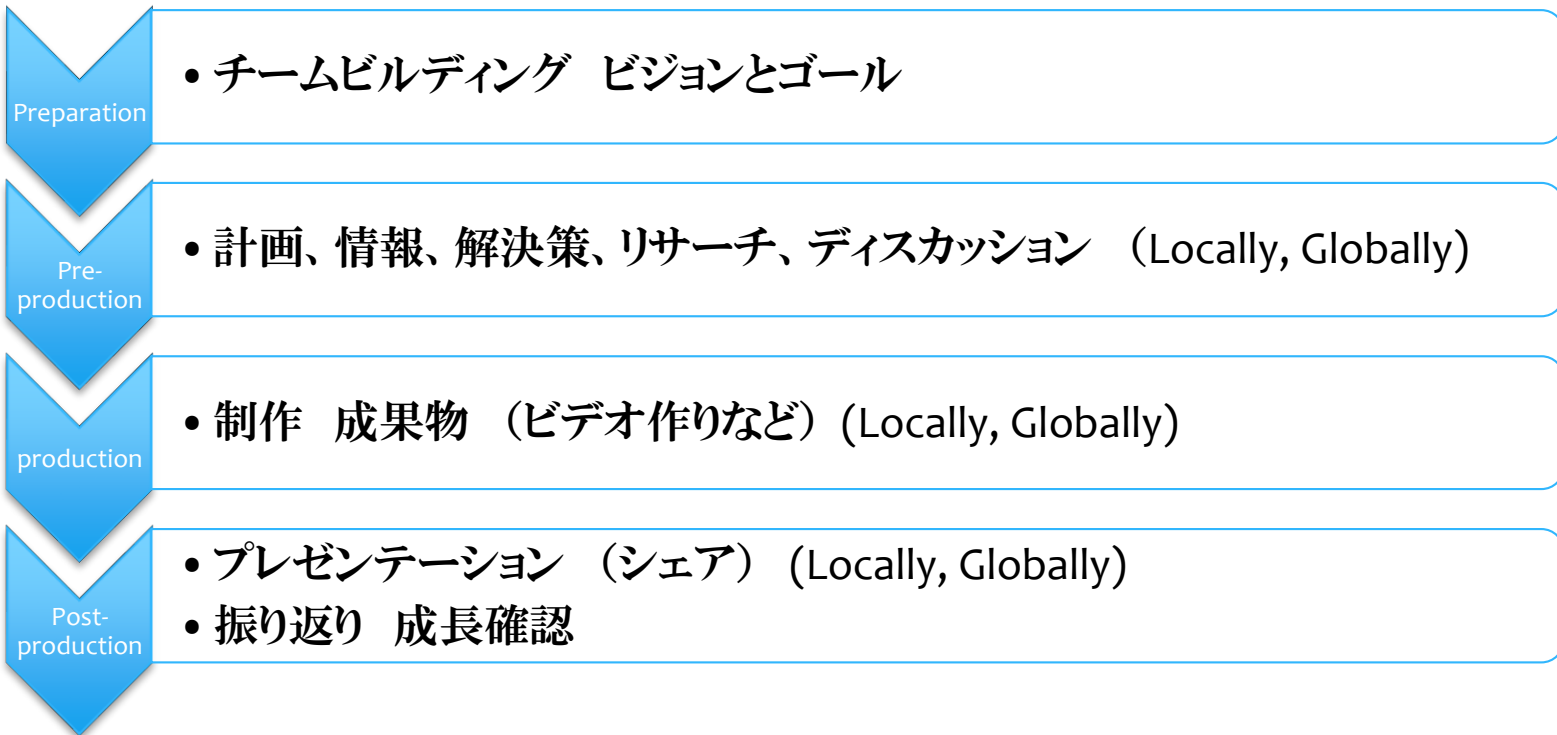 Preparation
• チームビルディング　ビジョンとゴール
Pre-
production
• 計画、情報、解決策、リサーチ、ディスカッション　（Locally, Globally)
production
• 制作　成果物　（ビデオ作りなど） (Locally, Globally)
Post-
production
• プレゼンテーション　（シェア） (Locally, Globally)
• 振り返り　成長確認